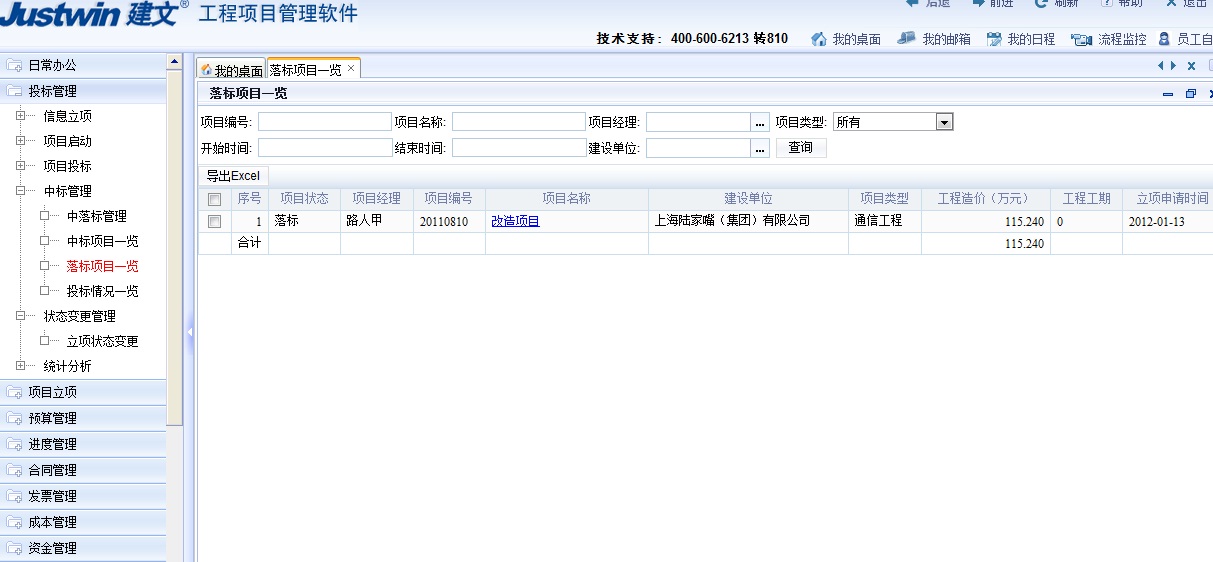 Justwin 建文® 工程项目管理软件
后退 前进 刷新 帮助 退出
技术支持: 400-600-6213 转810 我的桌面 我的邮箱 我的日程 流程监控 员工自
日常办公
投标管理
信息立项
项目启动
项目投标
中标管理
中落标管理
中标项目一览
落标项目一览
投标情况一览
状态变更管理
立项状态变更
统计分析
项目立项
预算管理
进度管理
合同管理
发票管理
成本管理
资金管理
我的桌面 落标项目一览 ×
落标项目一览
项目编号: 项目名称: 项目经理: ... 项目类型: 所有
开始时间: 结束时间: 建设单位: ... 查询
导出Excel
序号 项目状态 项目经理 项目编号 项目名称 建设单位 项目类型 工程造价（万元） 工程工期 立项申请时间
1 落标 路人甲 20110810 改造项目 上海陆家嘴（集团）有限公司 通信工程 115.240 0 2012-01-13
合计 115.240